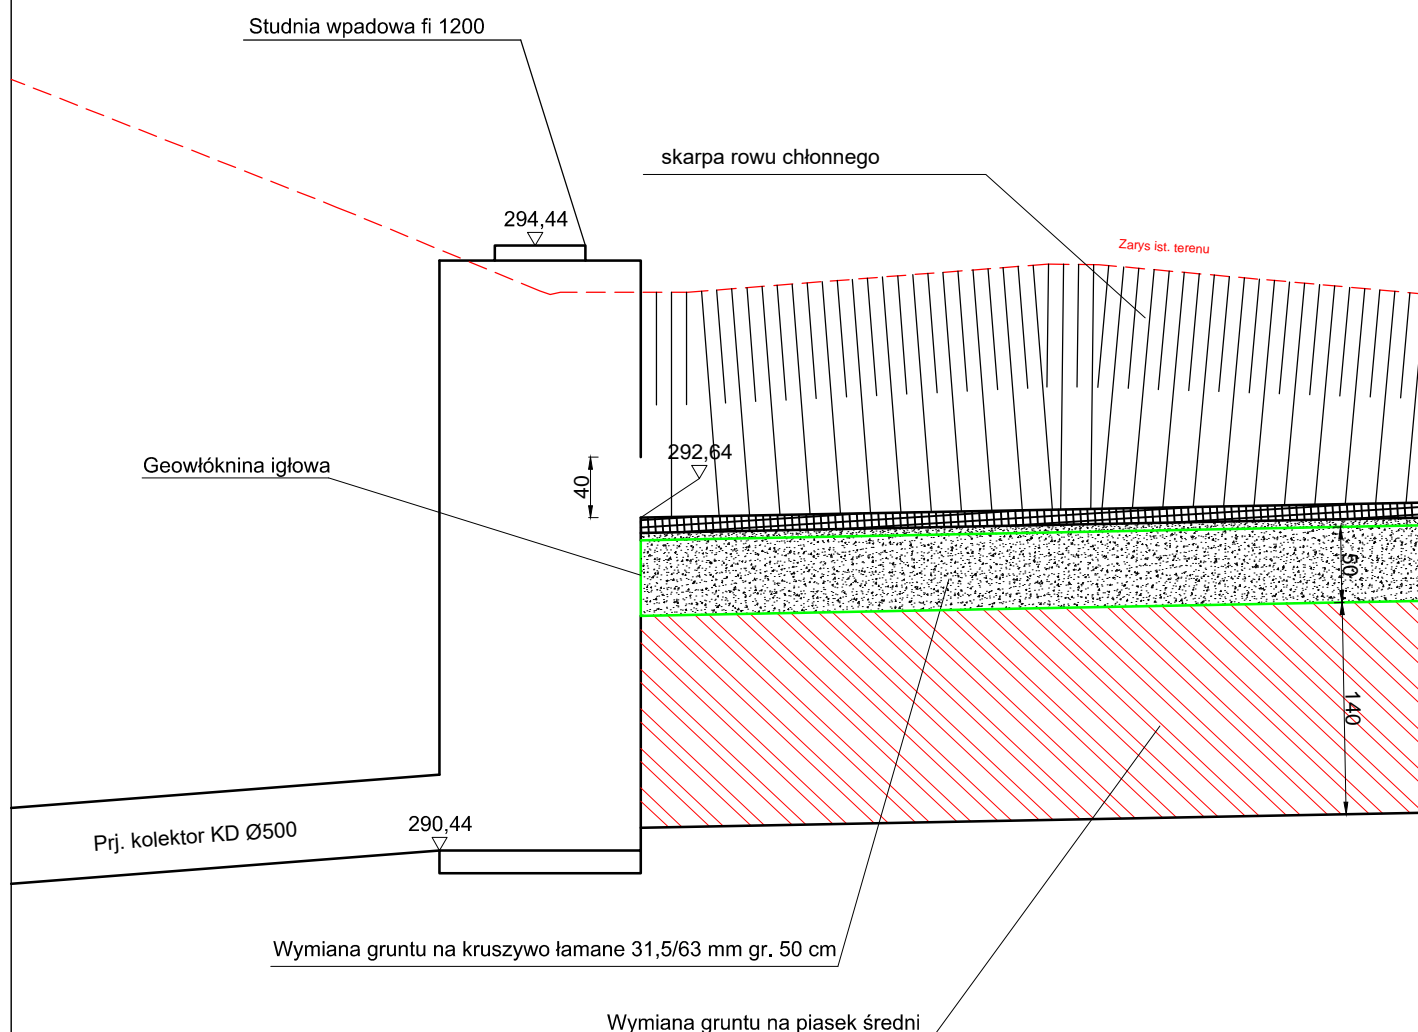 Studnia wpadowa fi 1200
skarpa rowu chłonnego
294,44
Zarys ist. terenu
292,64
Geowłóknina igłowa
40
50
140
290,44
Prj. kolektor KD Ø500
Wymiana gruntu na kruszywo łamane 31,5/63 mm gr. 50 cm
Wymiana gruntu na piasek średni